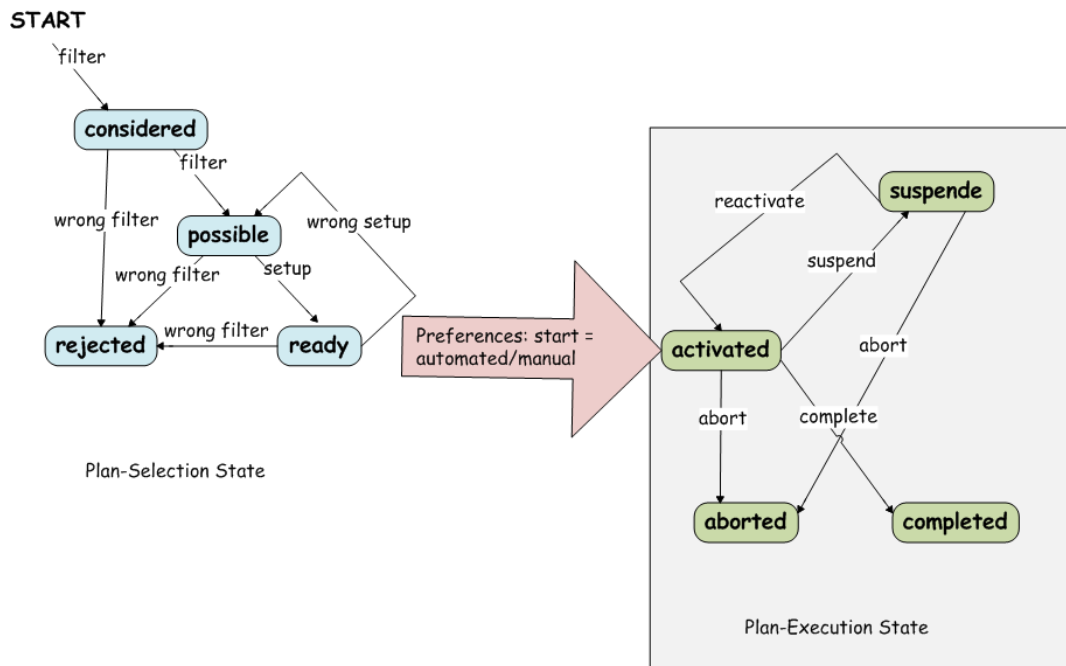 START
filter
considered
filter
wrong filter
possible
wrong setup
wrong filter
setup
rejected
wrong filter
ready
Plan-Selection State
Preferences: start =
automated/manual
suspende
reactivate
suspend
activated
abort
abort
complete
aborted
completed
Plan-Execution State